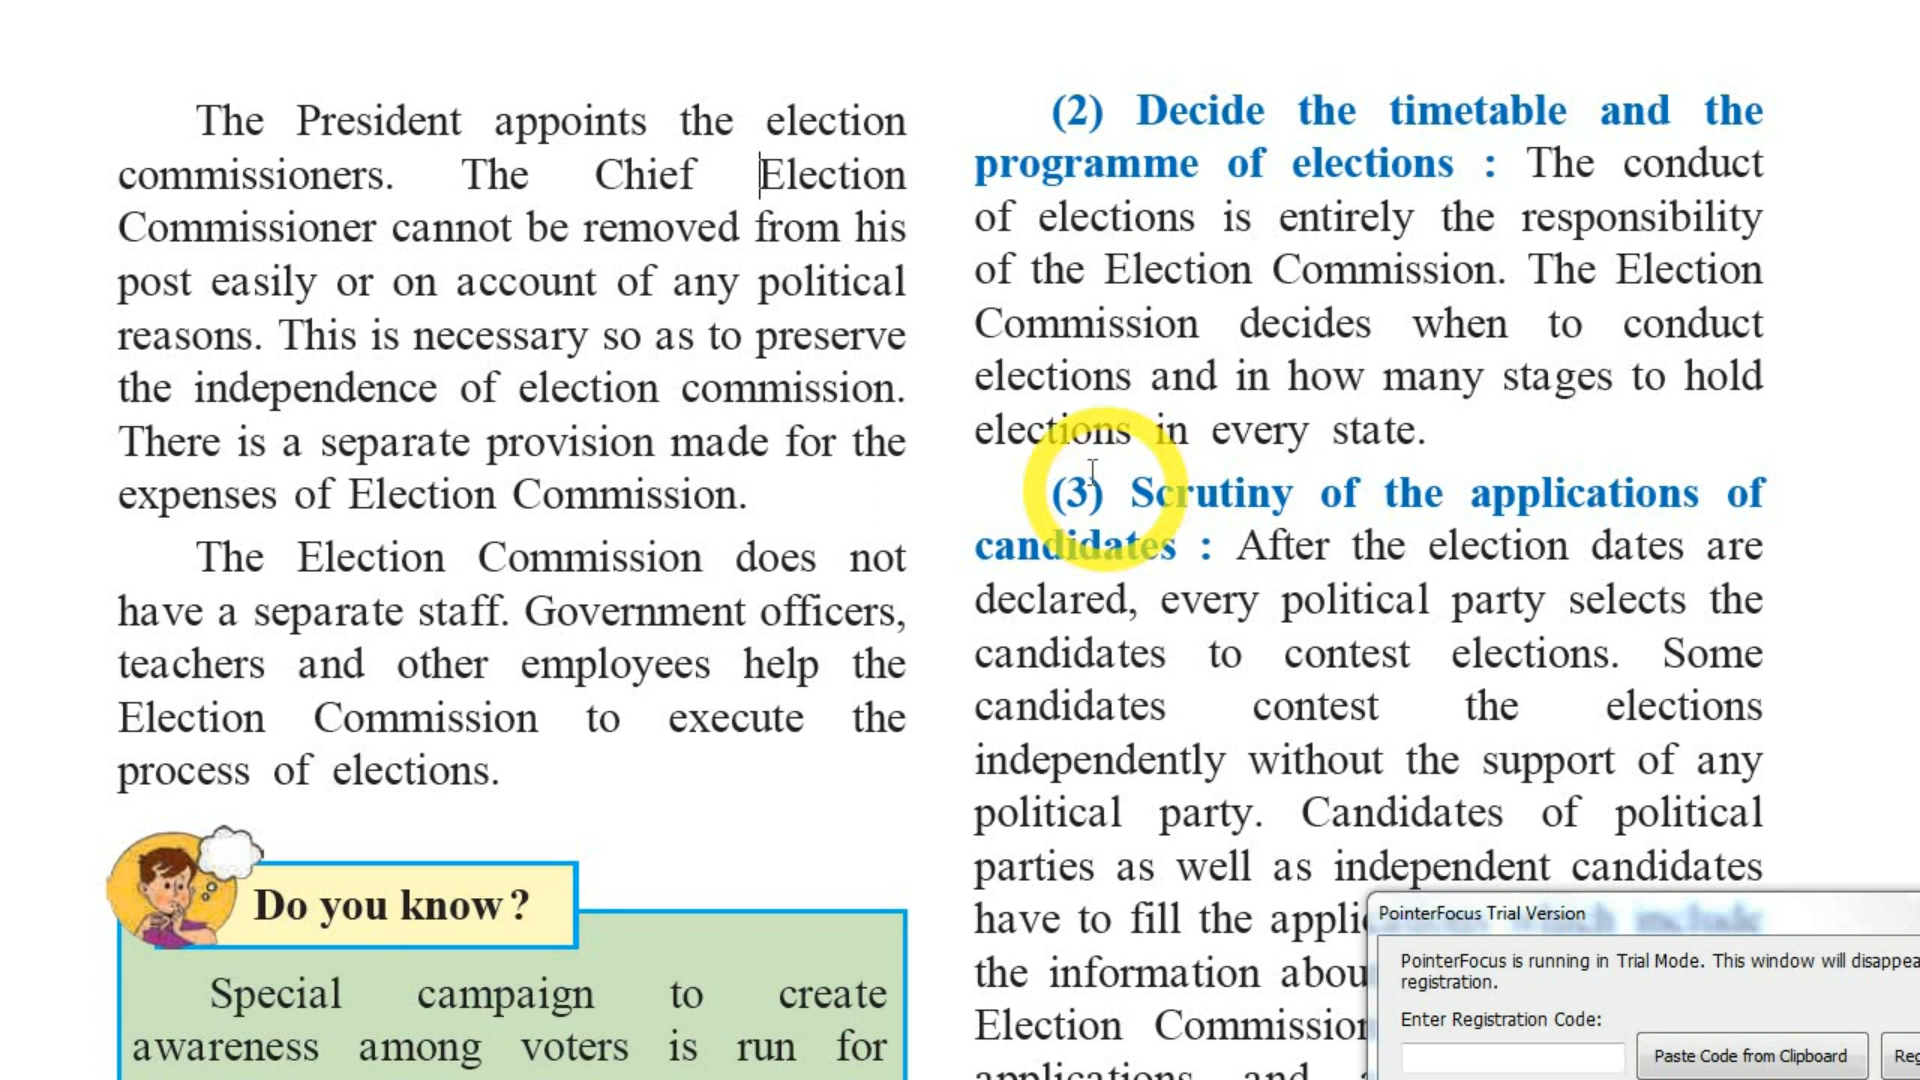 The President appoints the election
commissioners. The Chief Election
Commissioner cannot be removed from his
post easily or on account of any political
reasons. This is necessary so as to preserve
the independence of election commission.
There is a separate provision made for the
expenses of Election Commission.
The Election Commission does not
have a separate staff. Government officers,
teachers and other employees help the
Election Commission to execute the
process of elections.
Do you know?
Special campaign to create
awareness among voters is run for
(2) Decide the timetable and the
programme of elections : The conduct
of elections is entirely the responsibility
of the Election Commission. The Election
Commission decides when to conduct
elections and in how many stages to hold
elections in every state.
(3) Scrutiny of the applications of
candidates : After the election dates are
declared, every political party selects the
candidates to contest elections. Some
candidates contest the elections
independently without the support of any
political party. Candidates of political
parties as well as independent candidates
have to fill the appli which include
the information abou
Election Commission
applications and
PointerFocus Trial Version
PointerFocus is running in Trial Mode. This window will disappea
registration.
Enter Registration Code:
Paste Code from Clipboard
Reg